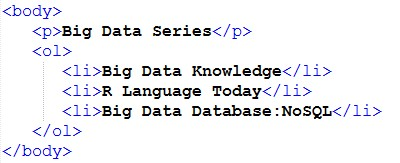 <body>
<p>Big Data Series</p>
<ol>
<li>Big Data Knowledge</li>
<li>R Language Today</li>
<li>Big Data Database:NoSQL</li>
</ol>
</body>